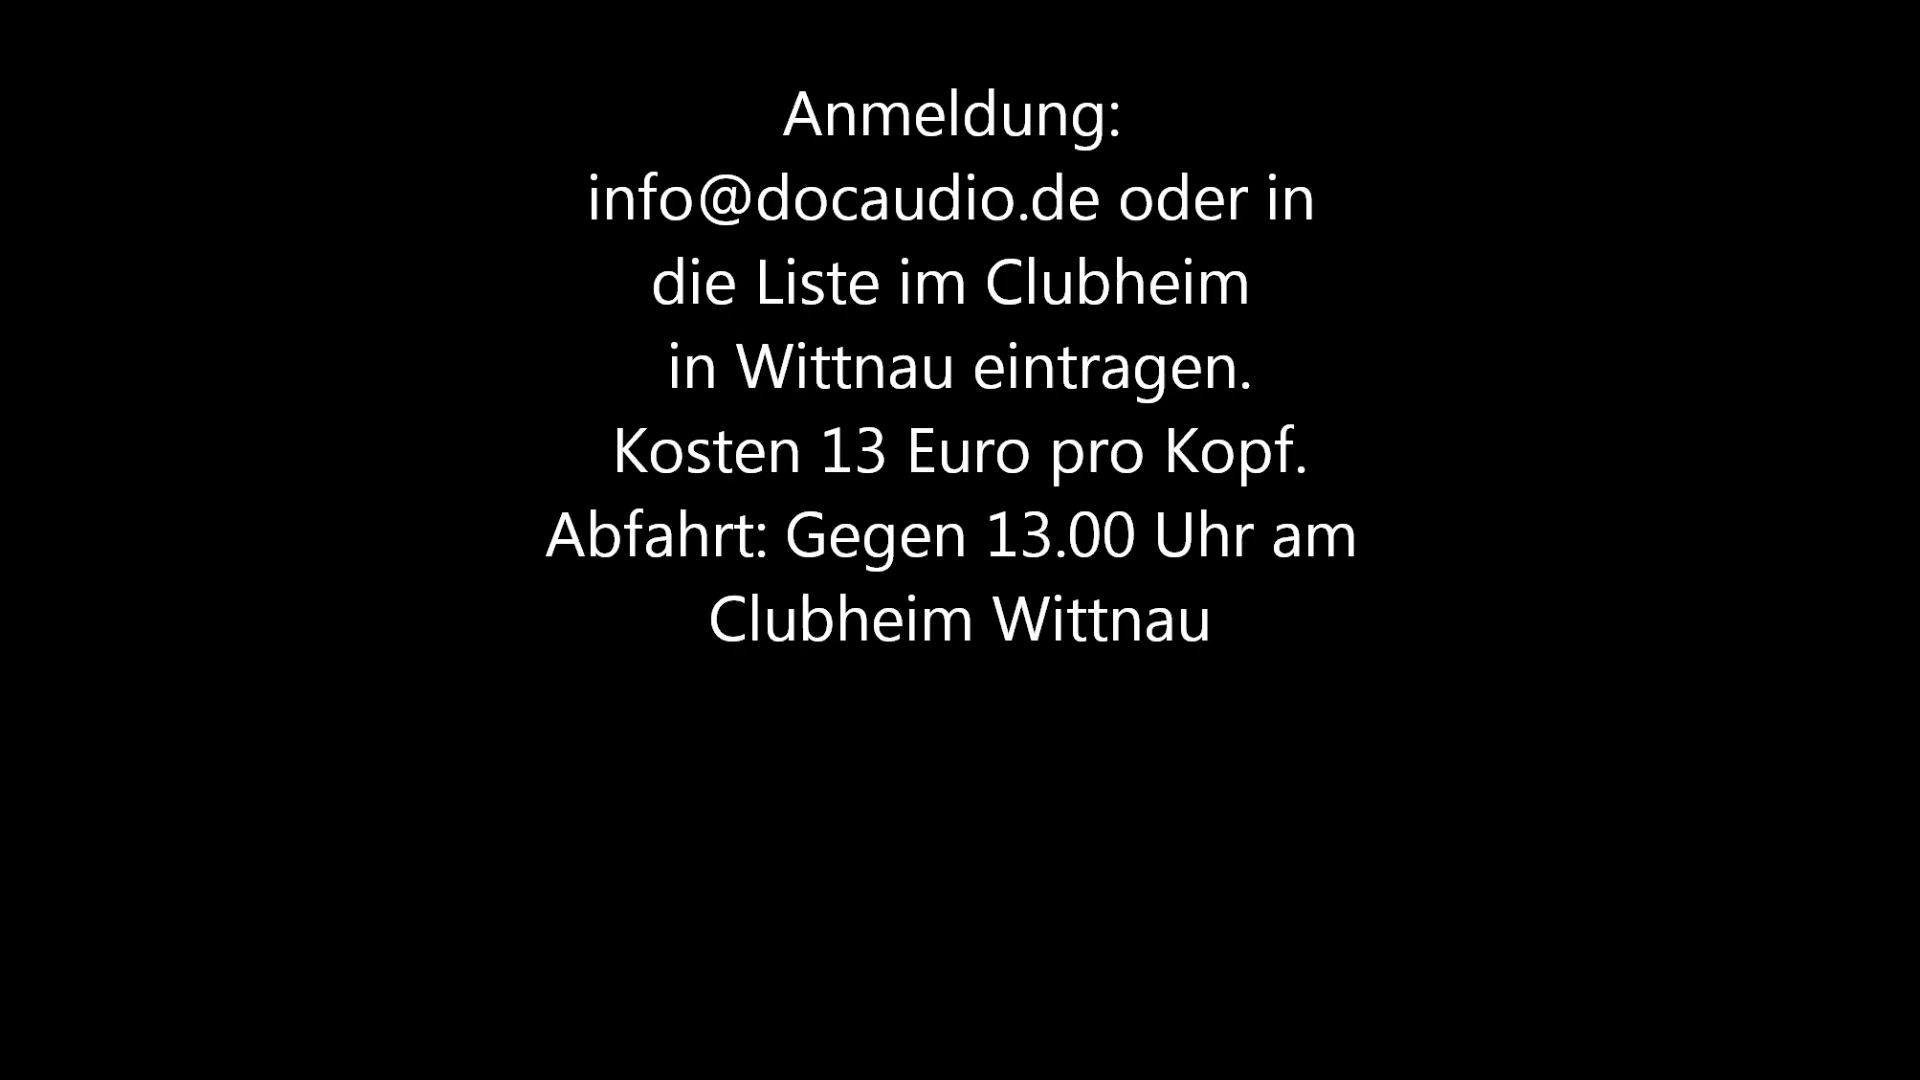 Anmeldung:
info@docaudio.de oder in
die Liste im Clubheim
in Wittnau eintragen.
Kosten 13 Euro pro Kopf.
Abfahrt: Gegen 13.00 Uhr am
Clubheim Wittnau